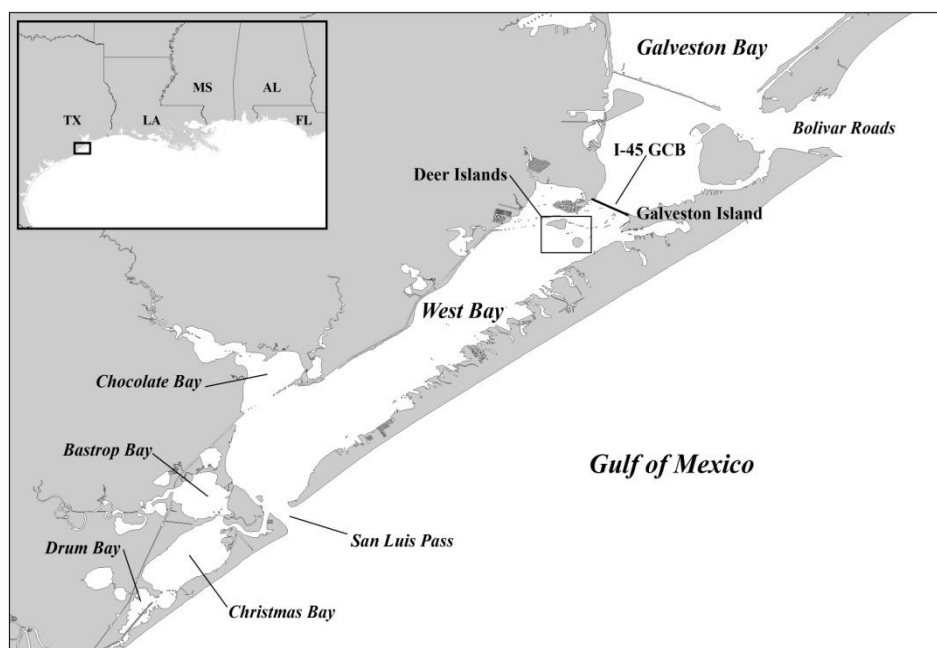 Galveston Bay
MS
AL
TX
LA
FL
Bolivar Roads
I-45 GCB
Deer Islands
Galveston Island
West Bay
Chocolate Bay
Bastrop Bay
Gulf of Mexico
San Luis Pass
Drum Bay
Christmas Bay